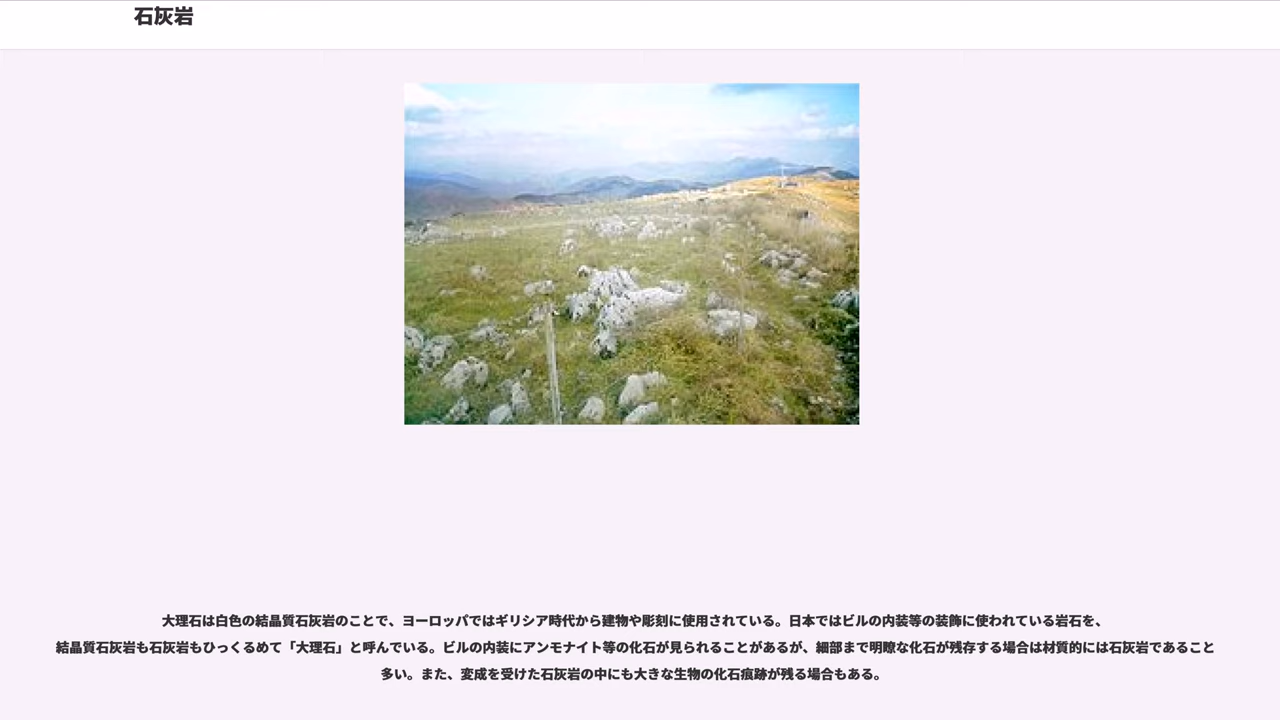 石灰岩
大理石は白色の結晶質石灰岩のことで、ヨーロッパではギリシア時代から建物や彫刻に使用されている。日本ではビルの内装等の装飾に使われている岩石を、
結晶質石灰岩も石灰岩もひっくるめて「大理石」と呼んでいる。ビルの内装にアンモナイト等の化石が見られることがあるが、細部まで明瞭な化石が残存する場合は材質的には石灰岩であること
多い。また、変成を受けた石灰岩の中にも大きな生物の化石痕跡が残る場合もある。